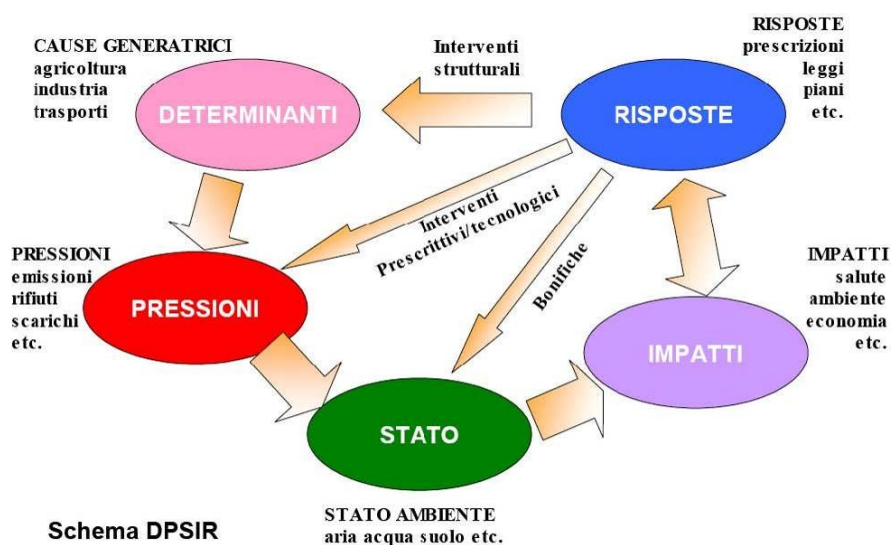 CAUSE GENERATRICI
agricoltura
industria
trasporti
DETERMINANTI
Interventi
strutturali
RISPOSTE
RISPOSTE
prescrizioni
leggi
piani
etc.
Interventi
Prescrittivi/tecnologici
Bonifiche
PRESSIONI
emissioni
rifiuti
scarichi
etc.
PRESSIONI
IMPATTI
IMPATTI
salute
ambiente
economia
etc.
STATO
STATO AMBIENTE
aria acqua suolo etc.
Schema DPSIR